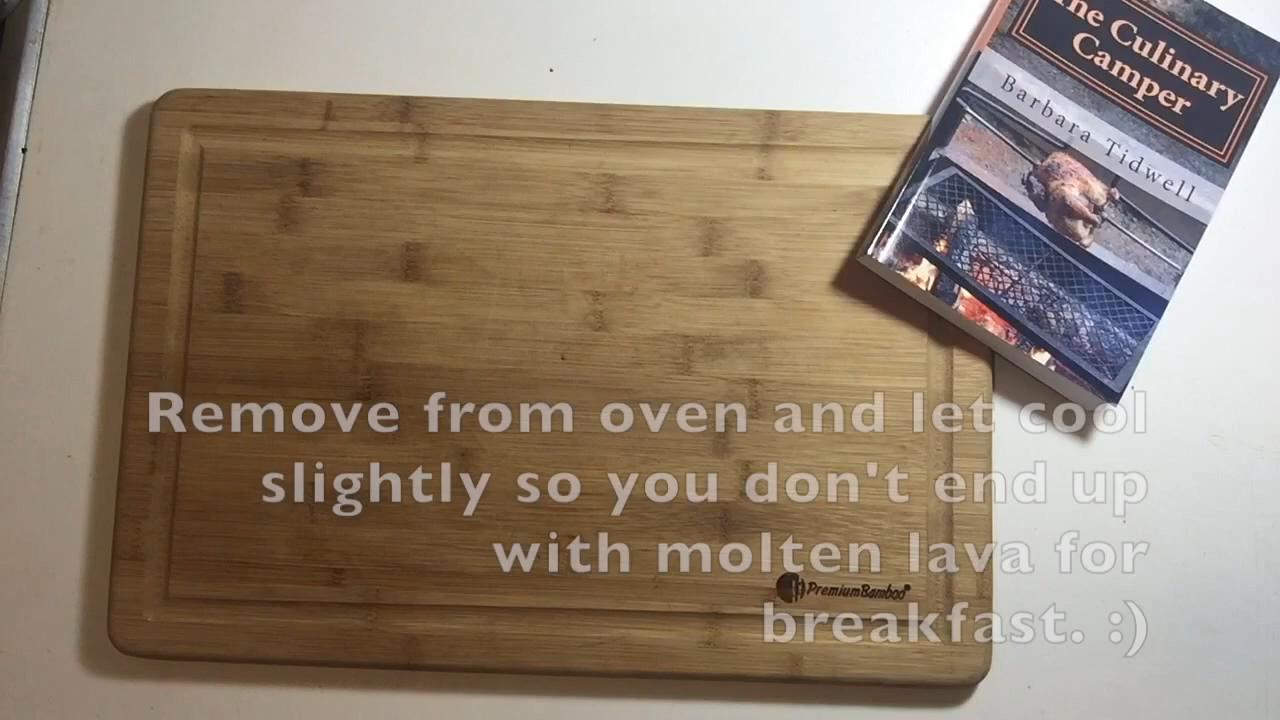 The Culinary
Camper
Barbara Tidwell
Remove from oven and let cool
slightly so you don't end up
with molten lava for
PremiumBamboo
breakfast. :)